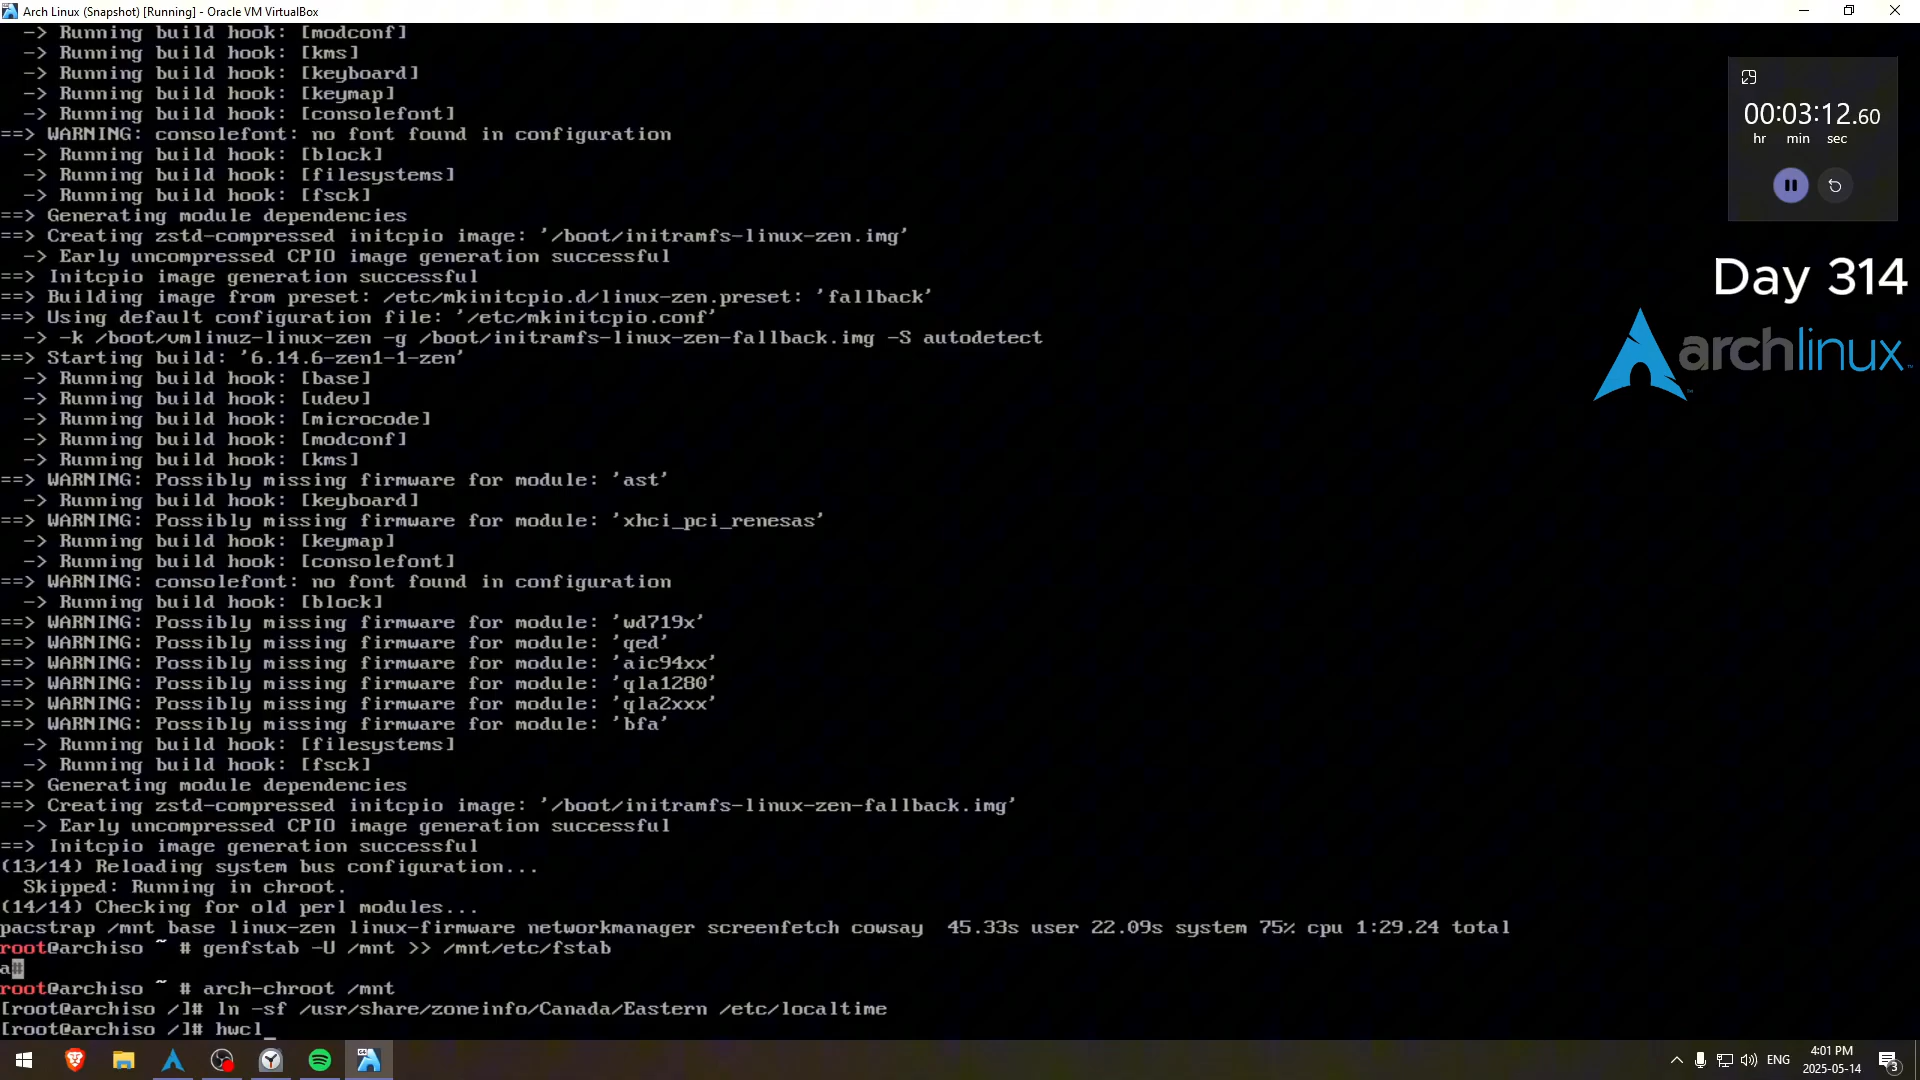 Arch Linux (Snapshot) [Running] - Oracle VM VirtualBox
-> Running build hook: [modconf]
-> Running build hook: [kms]
-> Running build hook: [keyboard]
-> Running build hook: [keymap]
-> Running build hook: [consolefont]
==> WARNING: consolefont: no font found in configuration
-> Running build hook: [block]
-> Running build hook: [filesystems]
-> Running build hook: [fsck]
==> Generating module dependencies
==> Creating zstd-compressed initcpio image: '/boot/initramfs-linux-zen.img'
-> Early uncompressed CPIO image generation successful
==> Initcpio image generation successful
==> Building image from preset: /etc/mkinitcpio.d/linux-zen.preset: 'fallback'
==> Using default configuration file: '/etc/mkinitcpio.conf'
-> -k /boot/vmlinuz-linux-zen -g /boot/initramfs-linux-zen-fallback.img -S autodetect
==> Starting build: '6.14.6-zen1-1-zen'
-> Running build hook: [base]
-> Running build hook: [udev]
-> Running build hook: [microcode]
-> Running build hook: [modconf]
-> Running build hook: [kms]
==> WARNING: Possibly missing firmware for module: 'ast'
-> Running build hook: [keyboard]
==> WARNING: Possibly missing firmware for module: 'xhci_pci_renesas'
-> Running build hook: [keymap]
-> Running build hook: [consolefont]
==> WARNING: consolefont: no font found in configuration
-> Running build hook: [block]
==> WARNING: Possibly missing firmware for module: 'wd719x'
==> WARNING: Possibly missing firmware for module: 'qed'
==> WARNING: Possibly missing firmware for module: 'aic94xx'
==> WARNING: Possibly missing firmware for module: 'qla1280'
==> WARNING: Possibly missing firmware for module: 'qla2xxx'
==> WARNING: Possibly missing firmware for module: 'bfa'
-> Running build hook: [filesystems]
-> Running build hook: [fsck]
==> Generating module dependencies
==> Creating zstd-compressed initcpio image: '/boot/initramfs-linux-zen-fallback.img'
-> Early uncompressed CPIO image generation successful
==> Initcpio image generation successful
(13/14) Reloading system bus configuration...
Skipped: Running in chroot.
(14/14) Checking for old perl modules...
pacstrap /mnt base linux-zen linux-firmware networkmanager screenfetch cowsay  45.33s user 22.09s system 75% cpu 1:29.24 total
root@archiso ~ # genfstab -U /mnt >> /mnt/etc/fstab
a#
root@archiso ~ # arch-chroot /mnt
[root@archiso /]# ln -sf /usr/share/zoneinfo/Canada/Eastern /etc/localtime
[root@archiso /]# hwcl_
00:03:12.60
hr min sec
Day 314
archlinux™
ENG
4:01 PM
2025-05-14
3